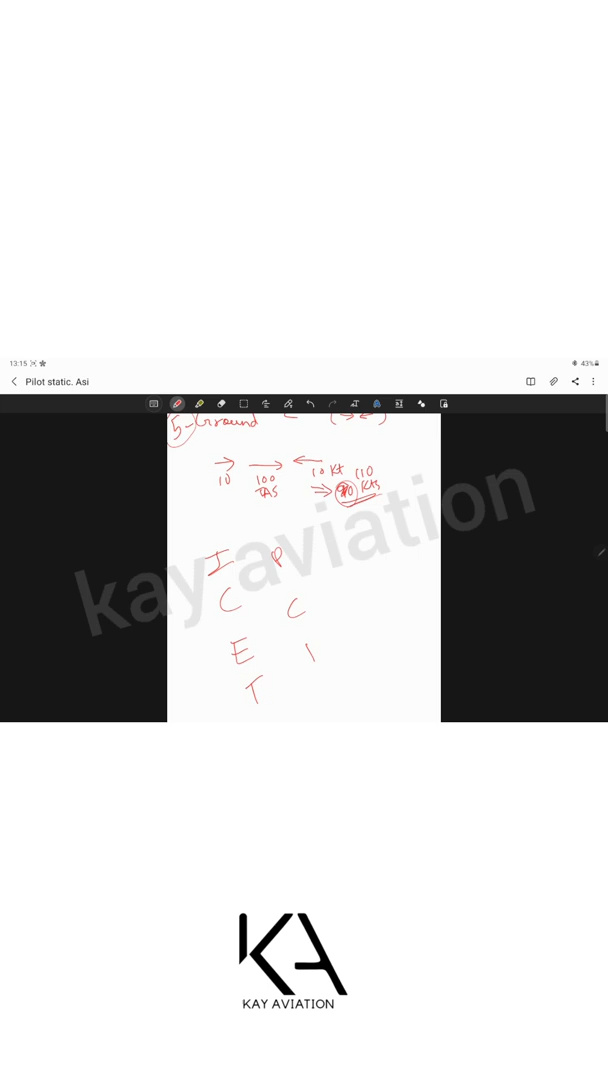 13:15 43%
Pilot static. Asi
5-Ground
10 100 10 Kt 110
TAS 90 Kts
I P
C C
E
T
kay aviation
KA
KAY AVIATION